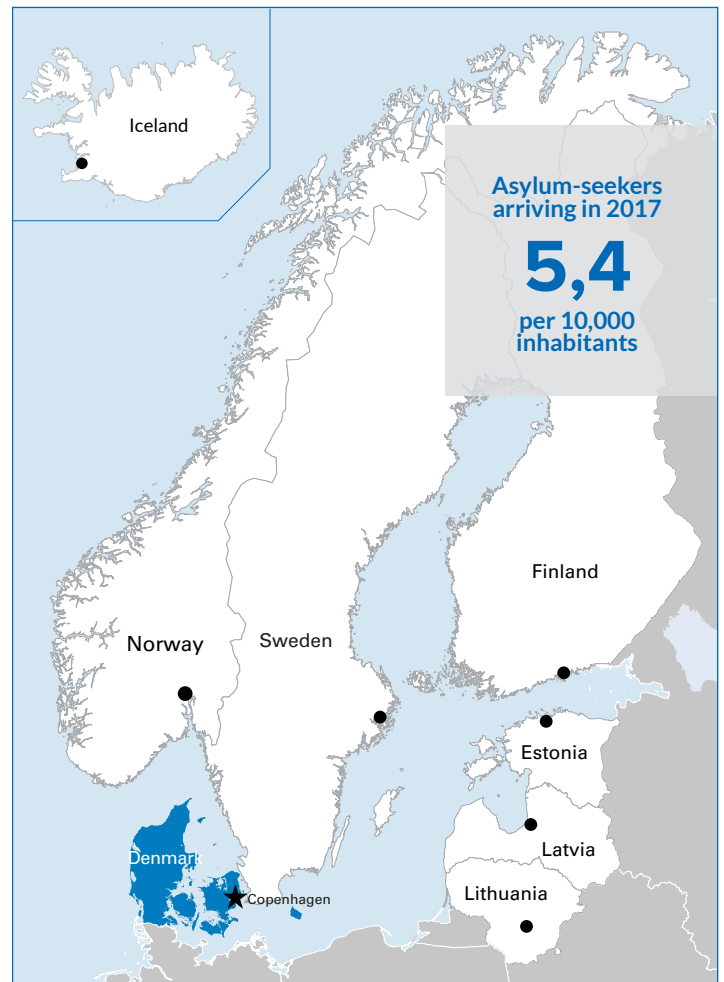 Iceland
Asylum-seekers
arriving in 2017
5,4
per 10,000
inhabitants
Finland
Norway
Sweden
Estonia
Denmark
Latvia
Lithuania
Copenhagen